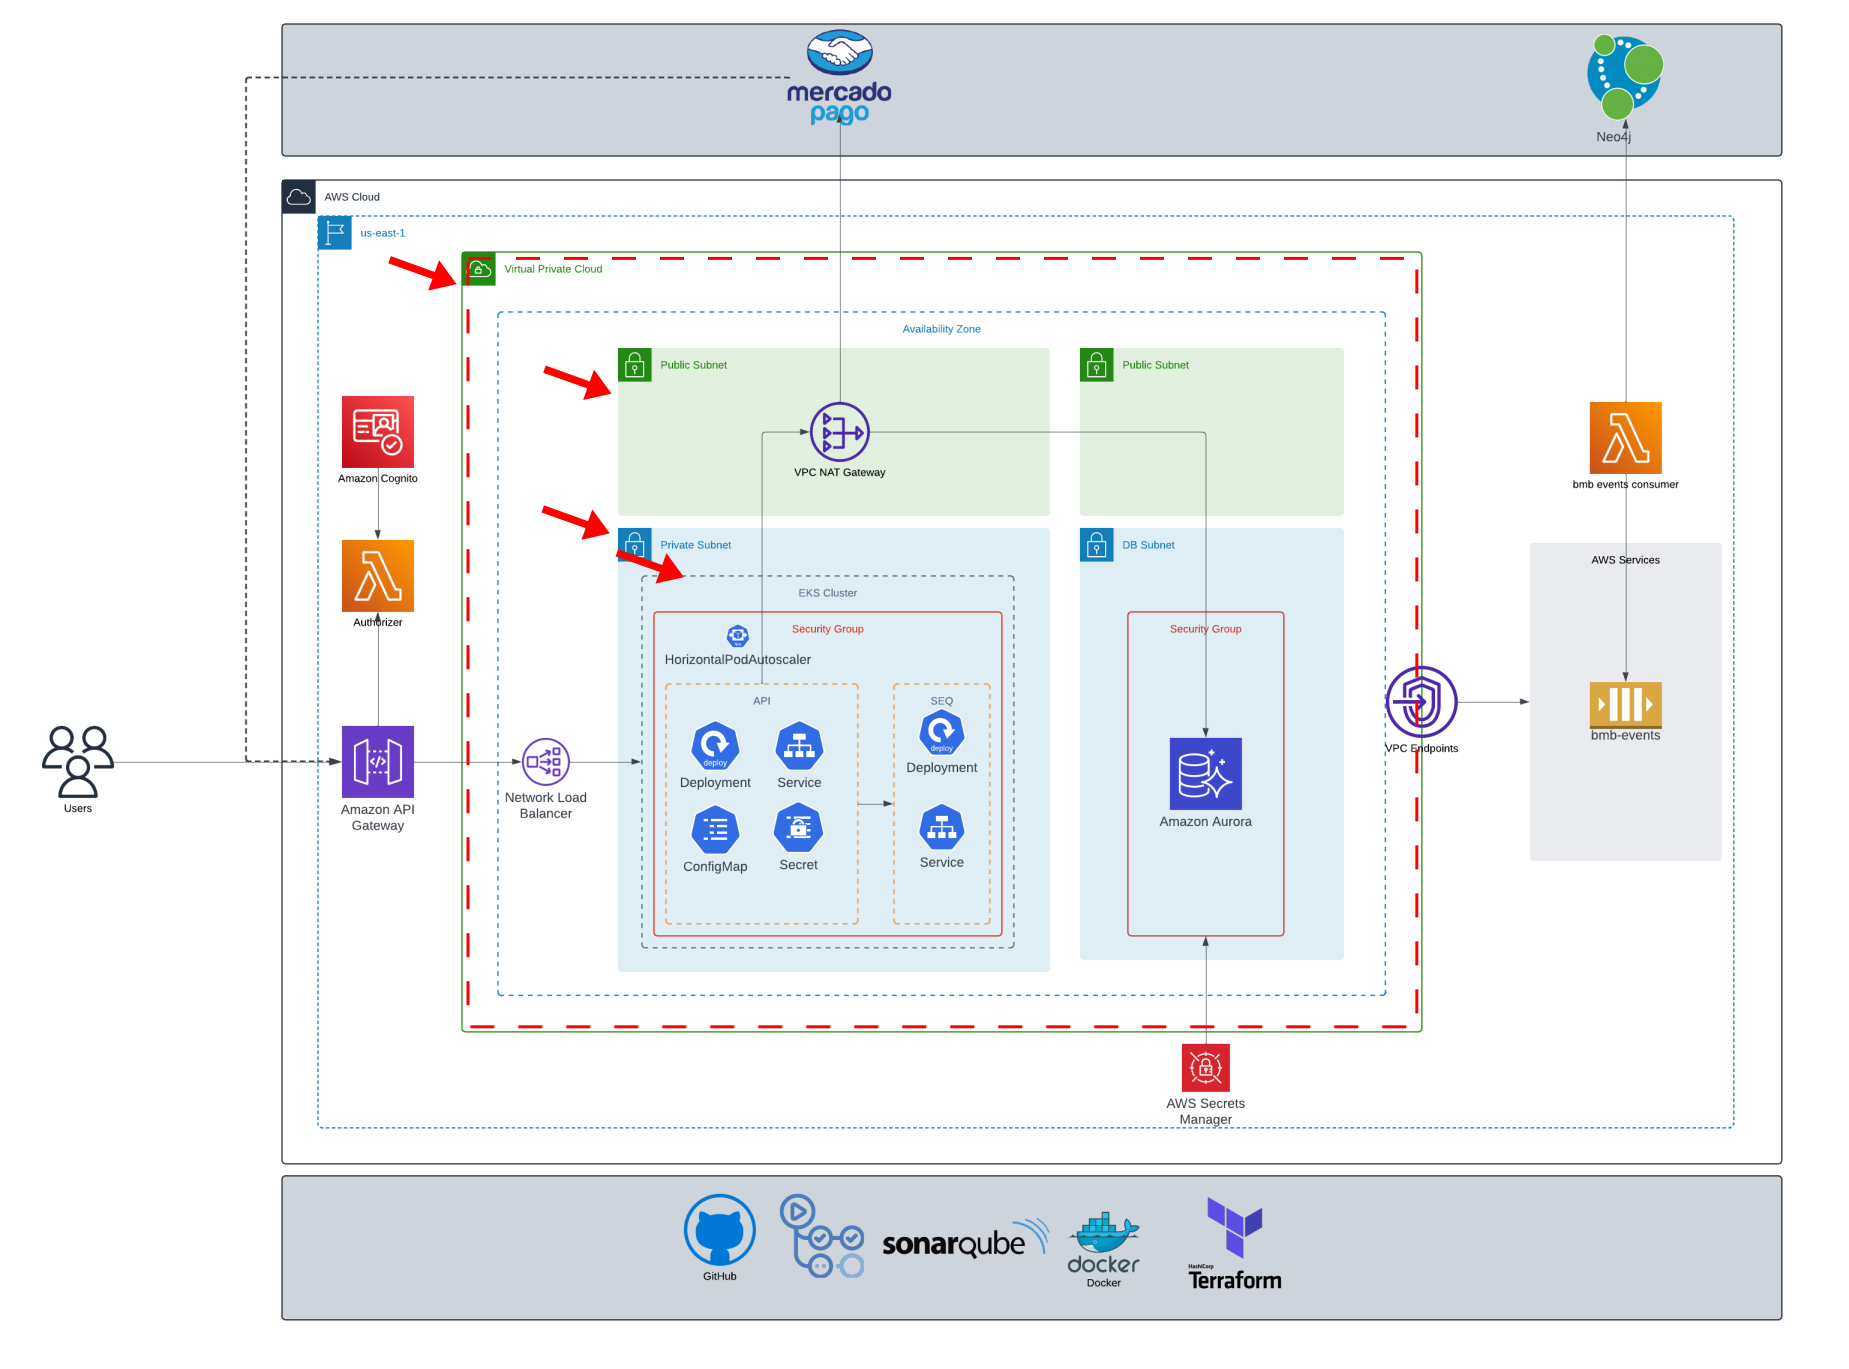 mercado
pago
Neo4j
AWS Cloud
us-east-1
Virtual Private Cloud
Availability Zone
Public Subnet
Public Subnet
VPC NAT Gateway
Amazon Cognito
bmb events consumer
Private Subnet
DB Subnet
AWS Services
EKS Cluster
Security Group
Security Group
Authorizer
HorizontalPodAutoscaler
API
SEQ
deploy
Deployment
Service
deploy
Deployment
bmb-events
VPC Endpoints
Users
Amazon API
Gateway
Network Load
Balancer
ConfigMap
Secret
Service
Amazon Aurora
AWS Secrets
Manager
GitHub
sonarqube
docker
Docker
HashiCorp
Terraform